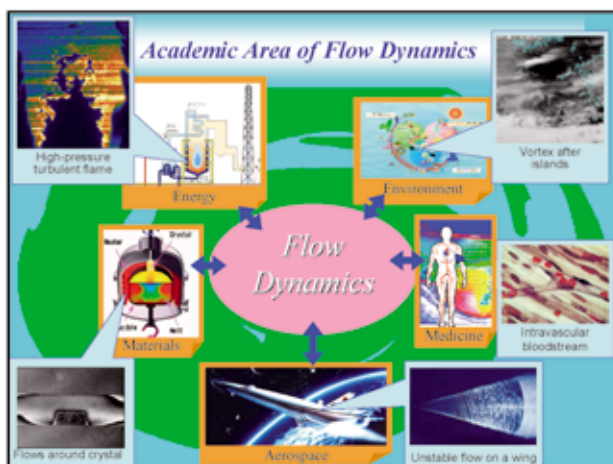 Academic Area of Flow Dynamics
High-pressure
turbulent flame
Energy
Environment
Vortex after
islands
Flow
Dynamics
Crystal
Materials
Medicine
Intravascular
bloodstream
Flows around crystal
Aerospace
Unstable flow on a wing